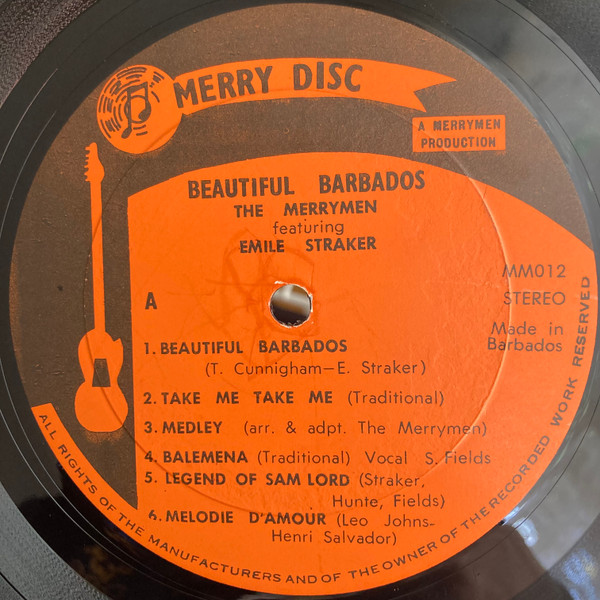 MERRY DISC
A MERRYMEN
PRODUCTION
BEAUTIFUL BARBADOS
THE MERRYMEN
featuring
EMILE STRAKER
MM012
A
STEREO
Made in
Barbados
1. BEAUTIFUL BARBADOS
(T. Cunnigham—E. Straker)
2. TAKE ME TAKE ME (Traditional)
3. MEDLEY (arr. & adpt. The Merrymen)
4. BALEMENA (Traditional) Vocal S. Fields
5. LEGEND OF SAM LORD (Straker,
Hunte, Fields)
6. MELODIE D'AMOUR (Leo Johns-
Henri Salvador)
ALL RIGHTS OF THE MANUFACTURERS AND OF THE OWNER OF THE RECORDED WORK RESERVED